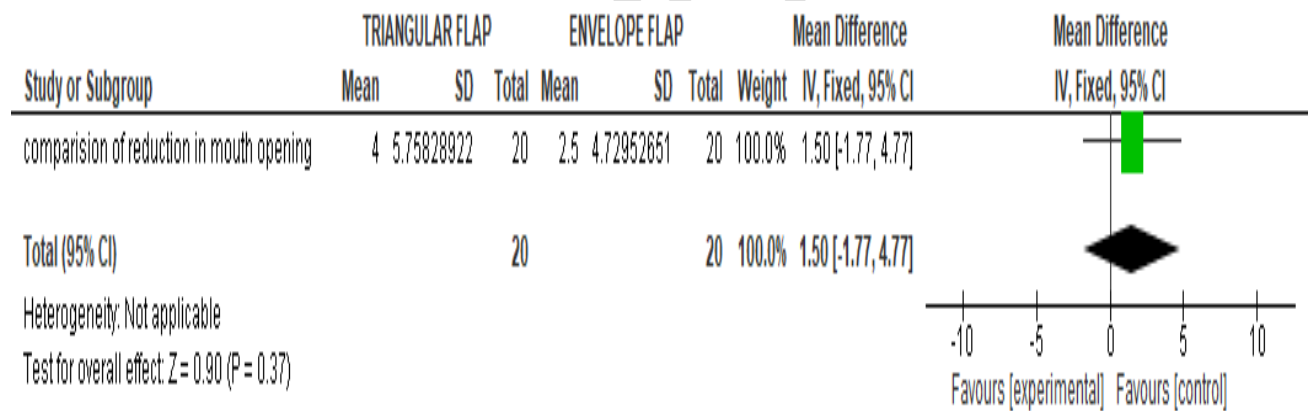 TRIANGULAR FLAP ENVELOPE FLAP Mean Difference Mean Difference
Study or Subgroup Mean SD Total Mean SD Total Weight IV, Fixed, 95% CI IV, Fixed, 95% CI
comparision of reduction in mouth opening 4 5.75828922 20 2.5 4.72952651 20 100.0% 1.50 [-1.77, 4.77]
Total (95% CI) 20 20 100.0% 1.50 [-1.77, 4.77]
Heterogeneity: Not applicable
Test for overall effect: Z = 0.90 (P = 0.37)
-10 -5 0 5 10
Favours [experimental] Favours [control]